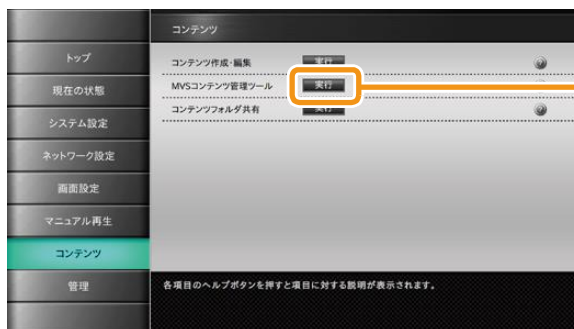 コンテンツ
トップ
現在の状態
システム設定
ネットワーク設定
画面設定
マニュアル再生
コンテンツ
管理
コンテンツ作成・編集 実行
MVSコンテンツ管理ツール 実行
コンテンツフォルダ共有 実行
各項目のヘルプボタンを押すと項目に対する説明が表示されます。